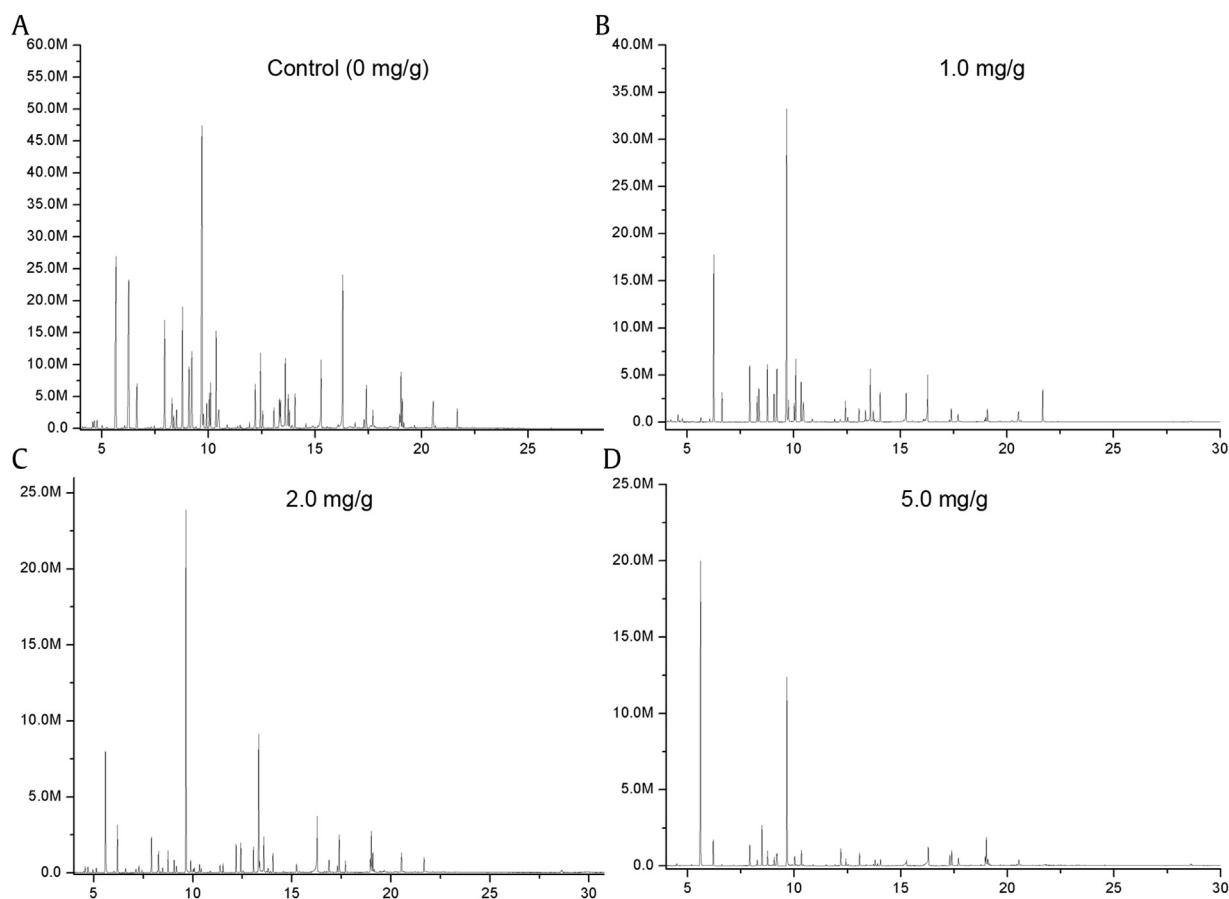 A
Control (0 mg/g)
60.0M
55.0M
50.0M
45.0M
40.0M
35.0M
30.0M
25.0M
20.0M
15.0M
10.0M
5.0M
0.0
5 10 15 20 25
B
1.0 mg/g
40.0M
35.0M
30.0M
25.0M
20.0M
15.0M
10.0M
5.0M
0.0
5 10 15 20 25 30
C
2.0 mg/g
25.0M
20.0M
15.0M
10.0M
5.0M
0.0
5 10 15 20 25 30
D
5.0 mg/g
25.0M
20.0M
15.0M
10.0M
5.0M
0.0
5 10 15 20 25 30